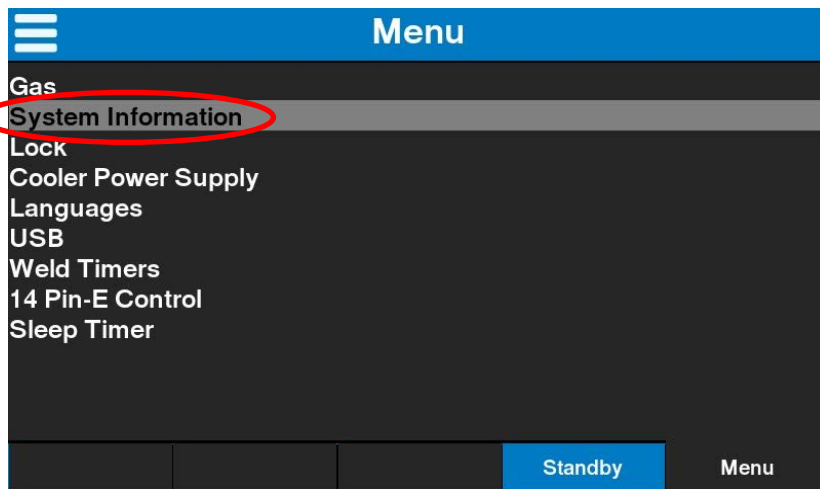 Menu
Gas
System Information
Lock
Cooler Power Supply
Languages
USB
Weld Timers
14 Pin-E Control
Sleep Timer
Standby Menu